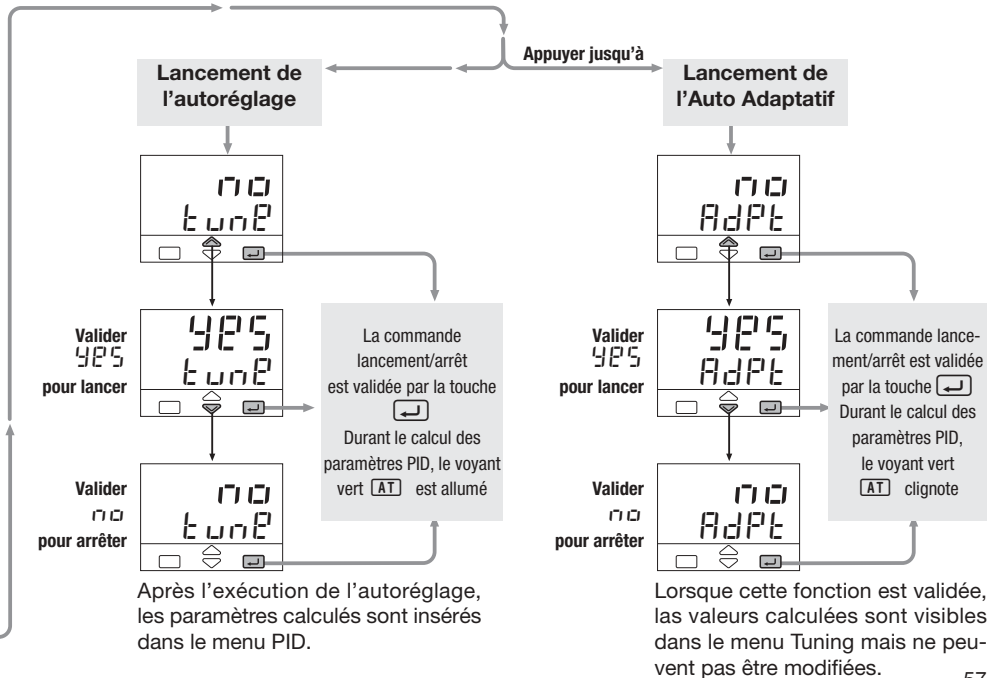 Appuyer jusqu'à
Lancement de
l'autoréglage
no
tunE
Valider
YES
pour lancer
YES
tunE
Valider
no
pour arrêter
no
tunE
La commande
lancement/arrêt
est validée par la touche
Durant le calcul des
paramètres PID, le voyant
vert AT est allumé
Après l'exécution de l'autoréglage,
les paramètres calculés sont insérés
dans le menu PID.
Lancement de
l'Auto Adaptatif
no
AdPt
Valider
YES
pour lancer
YES
AdPt
Valider
no
pour arrêter
no
AdPt
La commande lance-
ment/arrêt est validée
par la touche
Durant le calcul des
paramètres PID,
le voyant vert
AT clignote
Lorsque cette fonction est validée,
las valeurs calculées sont visibles
dans le menu Tuning mais ne peu-
vent pas être modifiées.
57